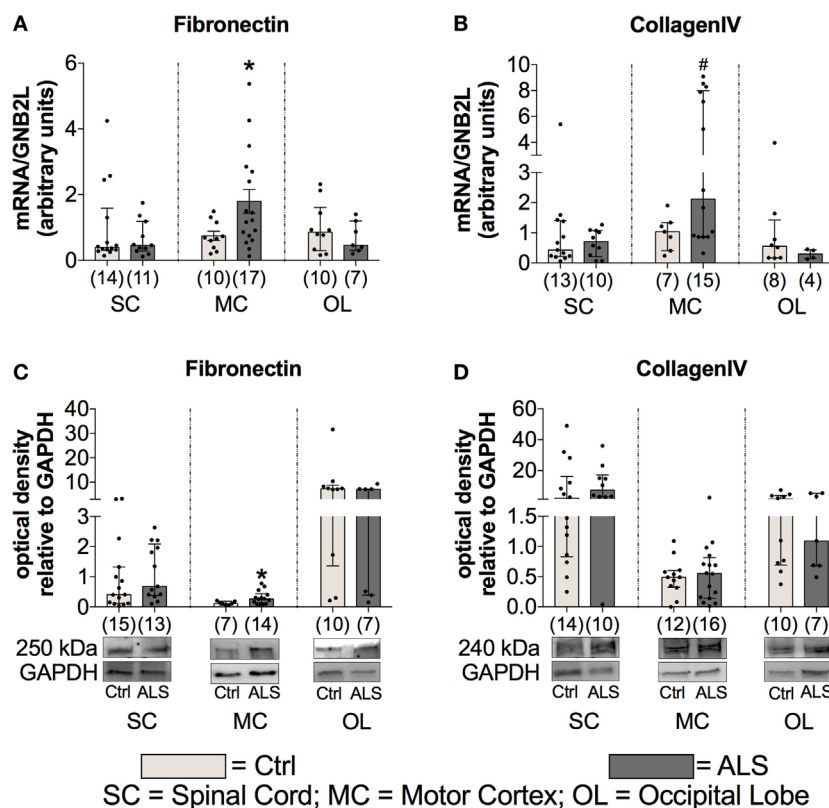 A
Fibronectin
mRNA/GNB2L
(arbitrary units)
6
4
2
0
*
(14) (11) (10) (17) (10) (7)
SC MC OL
B
CollagenIV
mRNA/GNB2L
(arbitrary units)
10
8
6
4
2
1
0
#
(13) (10) (7) (15) (8) (4)
SC MC OL
C
Fibronectin
optical density
relative to GAPDH
40
30
20
10
3
2
1
0
*
(15) (13) (7) (14) (10) (7)
250 kDa
GAPDH
Ctrl ALS Ctrl ALS Ctrl ALS
SC MC OL
D
CollagenIV
optical density
relative to GAPDH
60
40
20
1.5
1.0
0.5
0.0
(14) (10) (12) (16) (10) (7)
240 kDa
GAPDH
Ctrl ALS Ctrl ALS Ctrl ALS
SC MC OL
= Ctrl = ALS
SC = Spinal Cord; MC = Motor Cortex; OL = Occipital Lobe